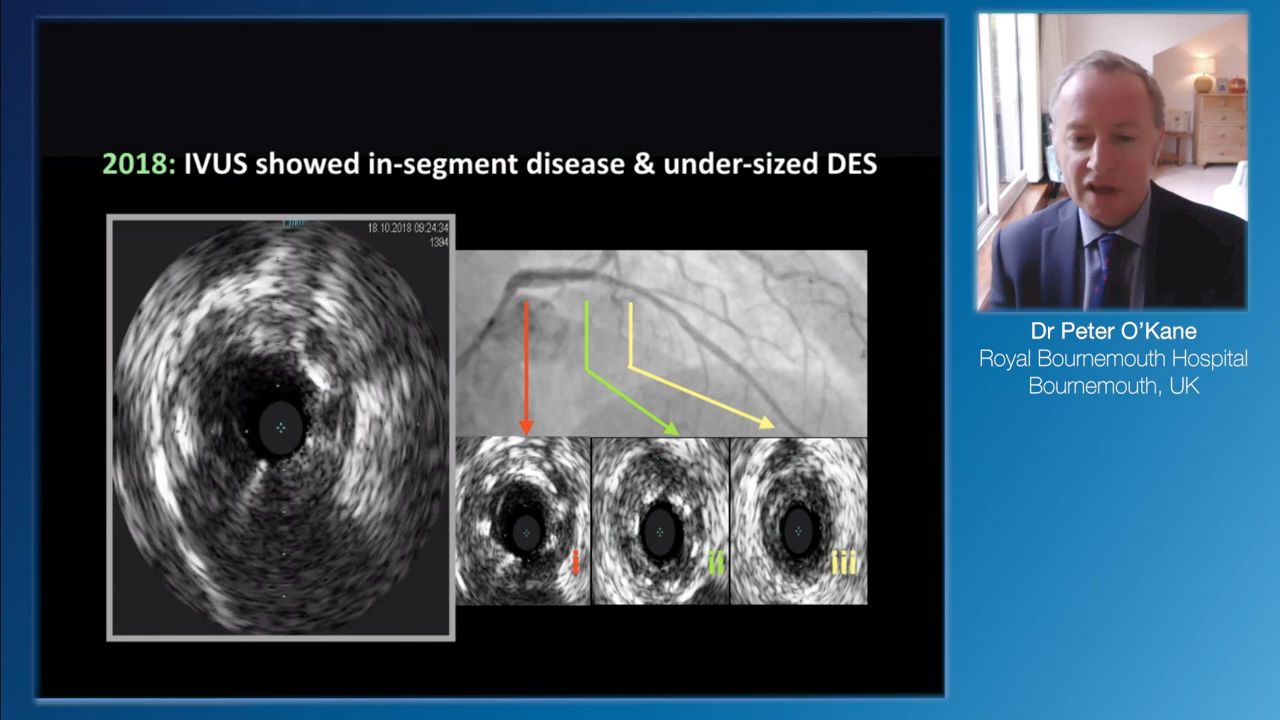 2018: IVUS showed in-segment disease & under-sized DES
18.10.2018 09:24:34
1394
i
ii
iii
Dr Peter O'Kane
Royal Bournemouth Hospital
Bournemouth, UK